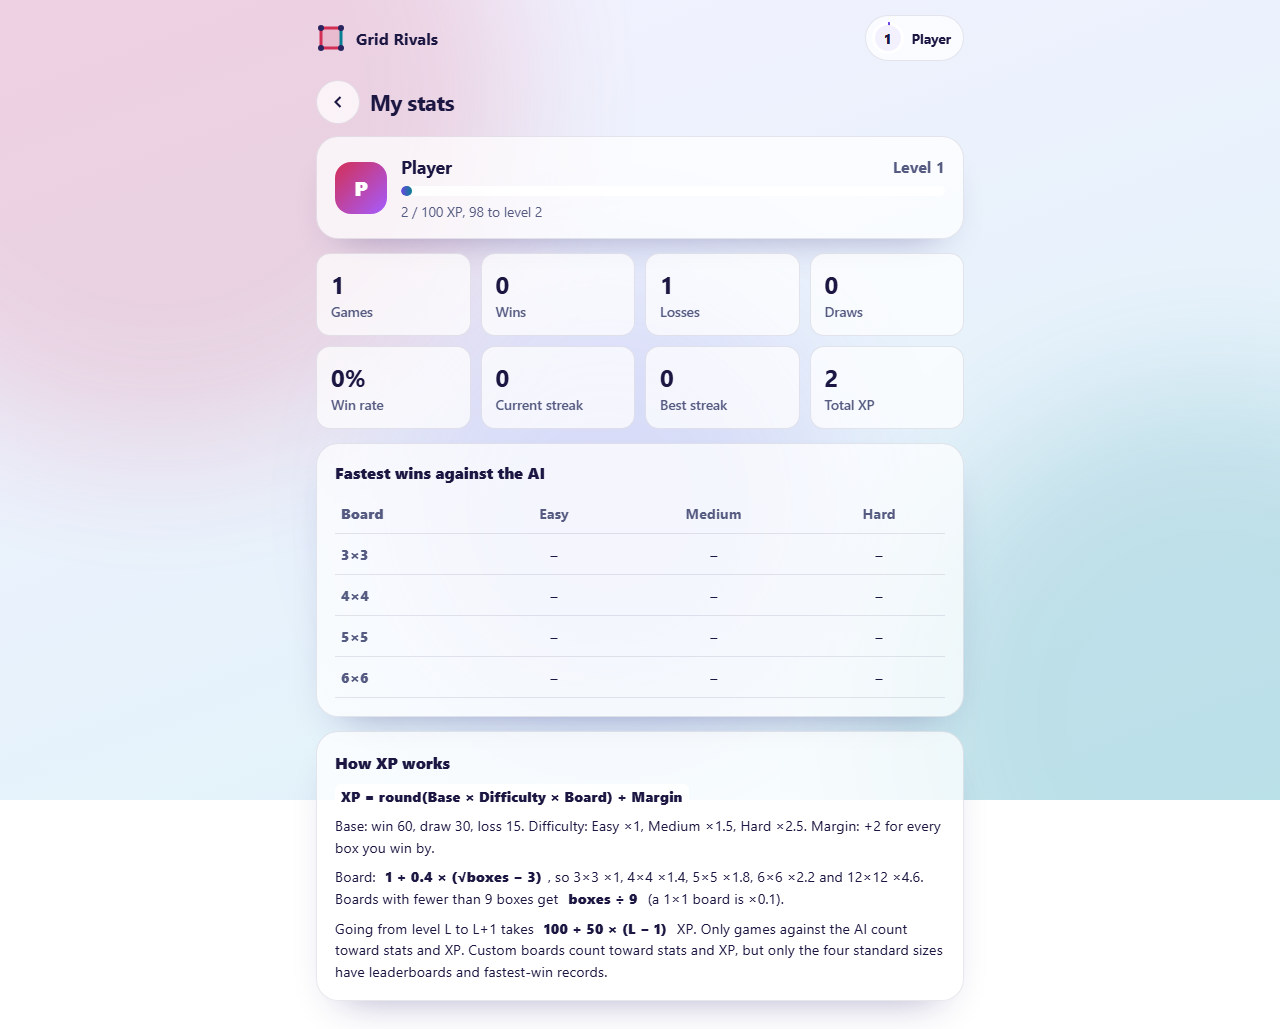 Grid Rivals
1 Player
My stats
P
Player
Level 1
2 / 100 XP, 98 to level 2
1 0 1 0
Games Wins Losses Draws
0% 0 0 2
Win rate Current streak Best streak Total XP
Fastest wins against the AI
Board Easy Medium Hard
3×3 – – –
4×4 – – –
5×5 – – –
6×6 – – –
How XP works
XP = round(Base × Difficulty × Board) + Margin
Base: win 60, draw 30, loss 15. Difficulty: Easy ×1, Medium ×1.5, Hard ×2.5. Margin: +2 for every
box you win by.
Board: 1 + 0.4 × (√boxes − 3) , so 3×3 ×1, 4×4 ×1.4, 5×5 ×1.8, 6×6 ×2.2 and 12×12 ×4.6.
Boards with fewer than 9 boxes get boxes ÷ 9 (a 1×1 board is ×0.1).
Going from level L to L+1 takes 100 + 50 × (L − 1) XP. Only games against the AI count
toward stats and XP. Custom boards count toward stats and XP, but only the four standard sizes
have leaderboards and fastest-win records.